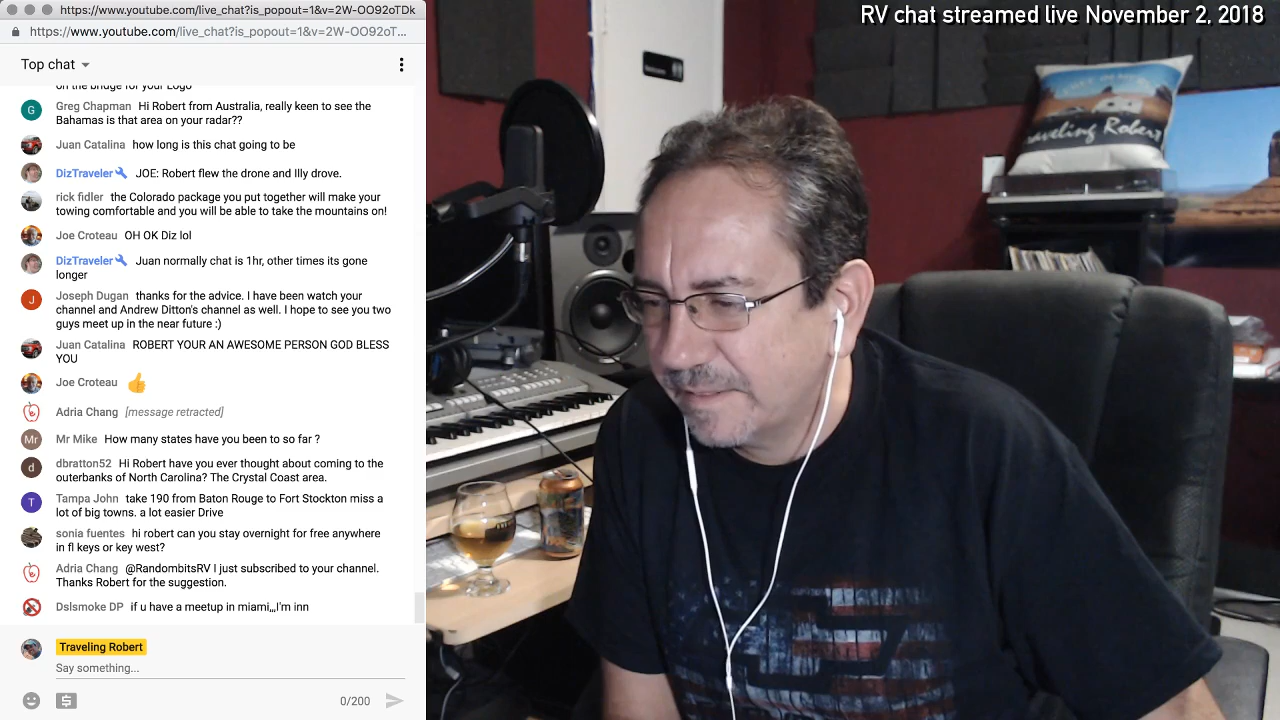 https://www.youtube.com/live_chat?is_popout=1&v=2W-OO92oTDk
https://www.youtube.com/live_chat?is_popout=1&v=2W-OO92oT...
RV chat streamed live November 2, 2018
Top chat
on the bridge for your Logo
G Greg Chapman Hi Robert from Australia, really keen to see the
Bahamas is that area on your radar??
Juan Catalina how long is this chat going to be
DizTraveler JOE: Robert flew the drone and Illy drove.
rick fidler the Colorado package you put together will make your
towing comfortable and you will be able to take the mountains on!
Joe Croteau OH OK Diz lol
DizTraveler Juan normally chat is 1hr, other times its gone
longer
J Joseph Dugan thanks for the advice. I have been watch your
channel and Andrew Ditton's channel as well. I hope to see you two
guys meet up in the near future :)
Juan Catalina ROBERT YOUR AN AWESOME PERSON GOD BLESS
YOU
Joe Croteau 👍
Adria Chang [message retracted]
Mr Mr Mike How many states have you been to so far ?
d dbratton52 Hi Robert have you ever thought about coming to the
outerbanks of North Carolina? The Crystal Coast area.
T Tampa John take 190 from Baton Rouge to Fort Stockton miss a
lot of big towns. a lot easier Drive
sonia fuentes hi robert can you stay overnight for free anywhere
in fl keys or key west?
Adria Chang @RandombitsRV I just subscribed to your channel.
Thanks Robert for the suggestion.
Dslsmoke DP if u have a meetup in miami,,,I'm inn
Traveling Robert
Say something...
0/200
Traveling Robert